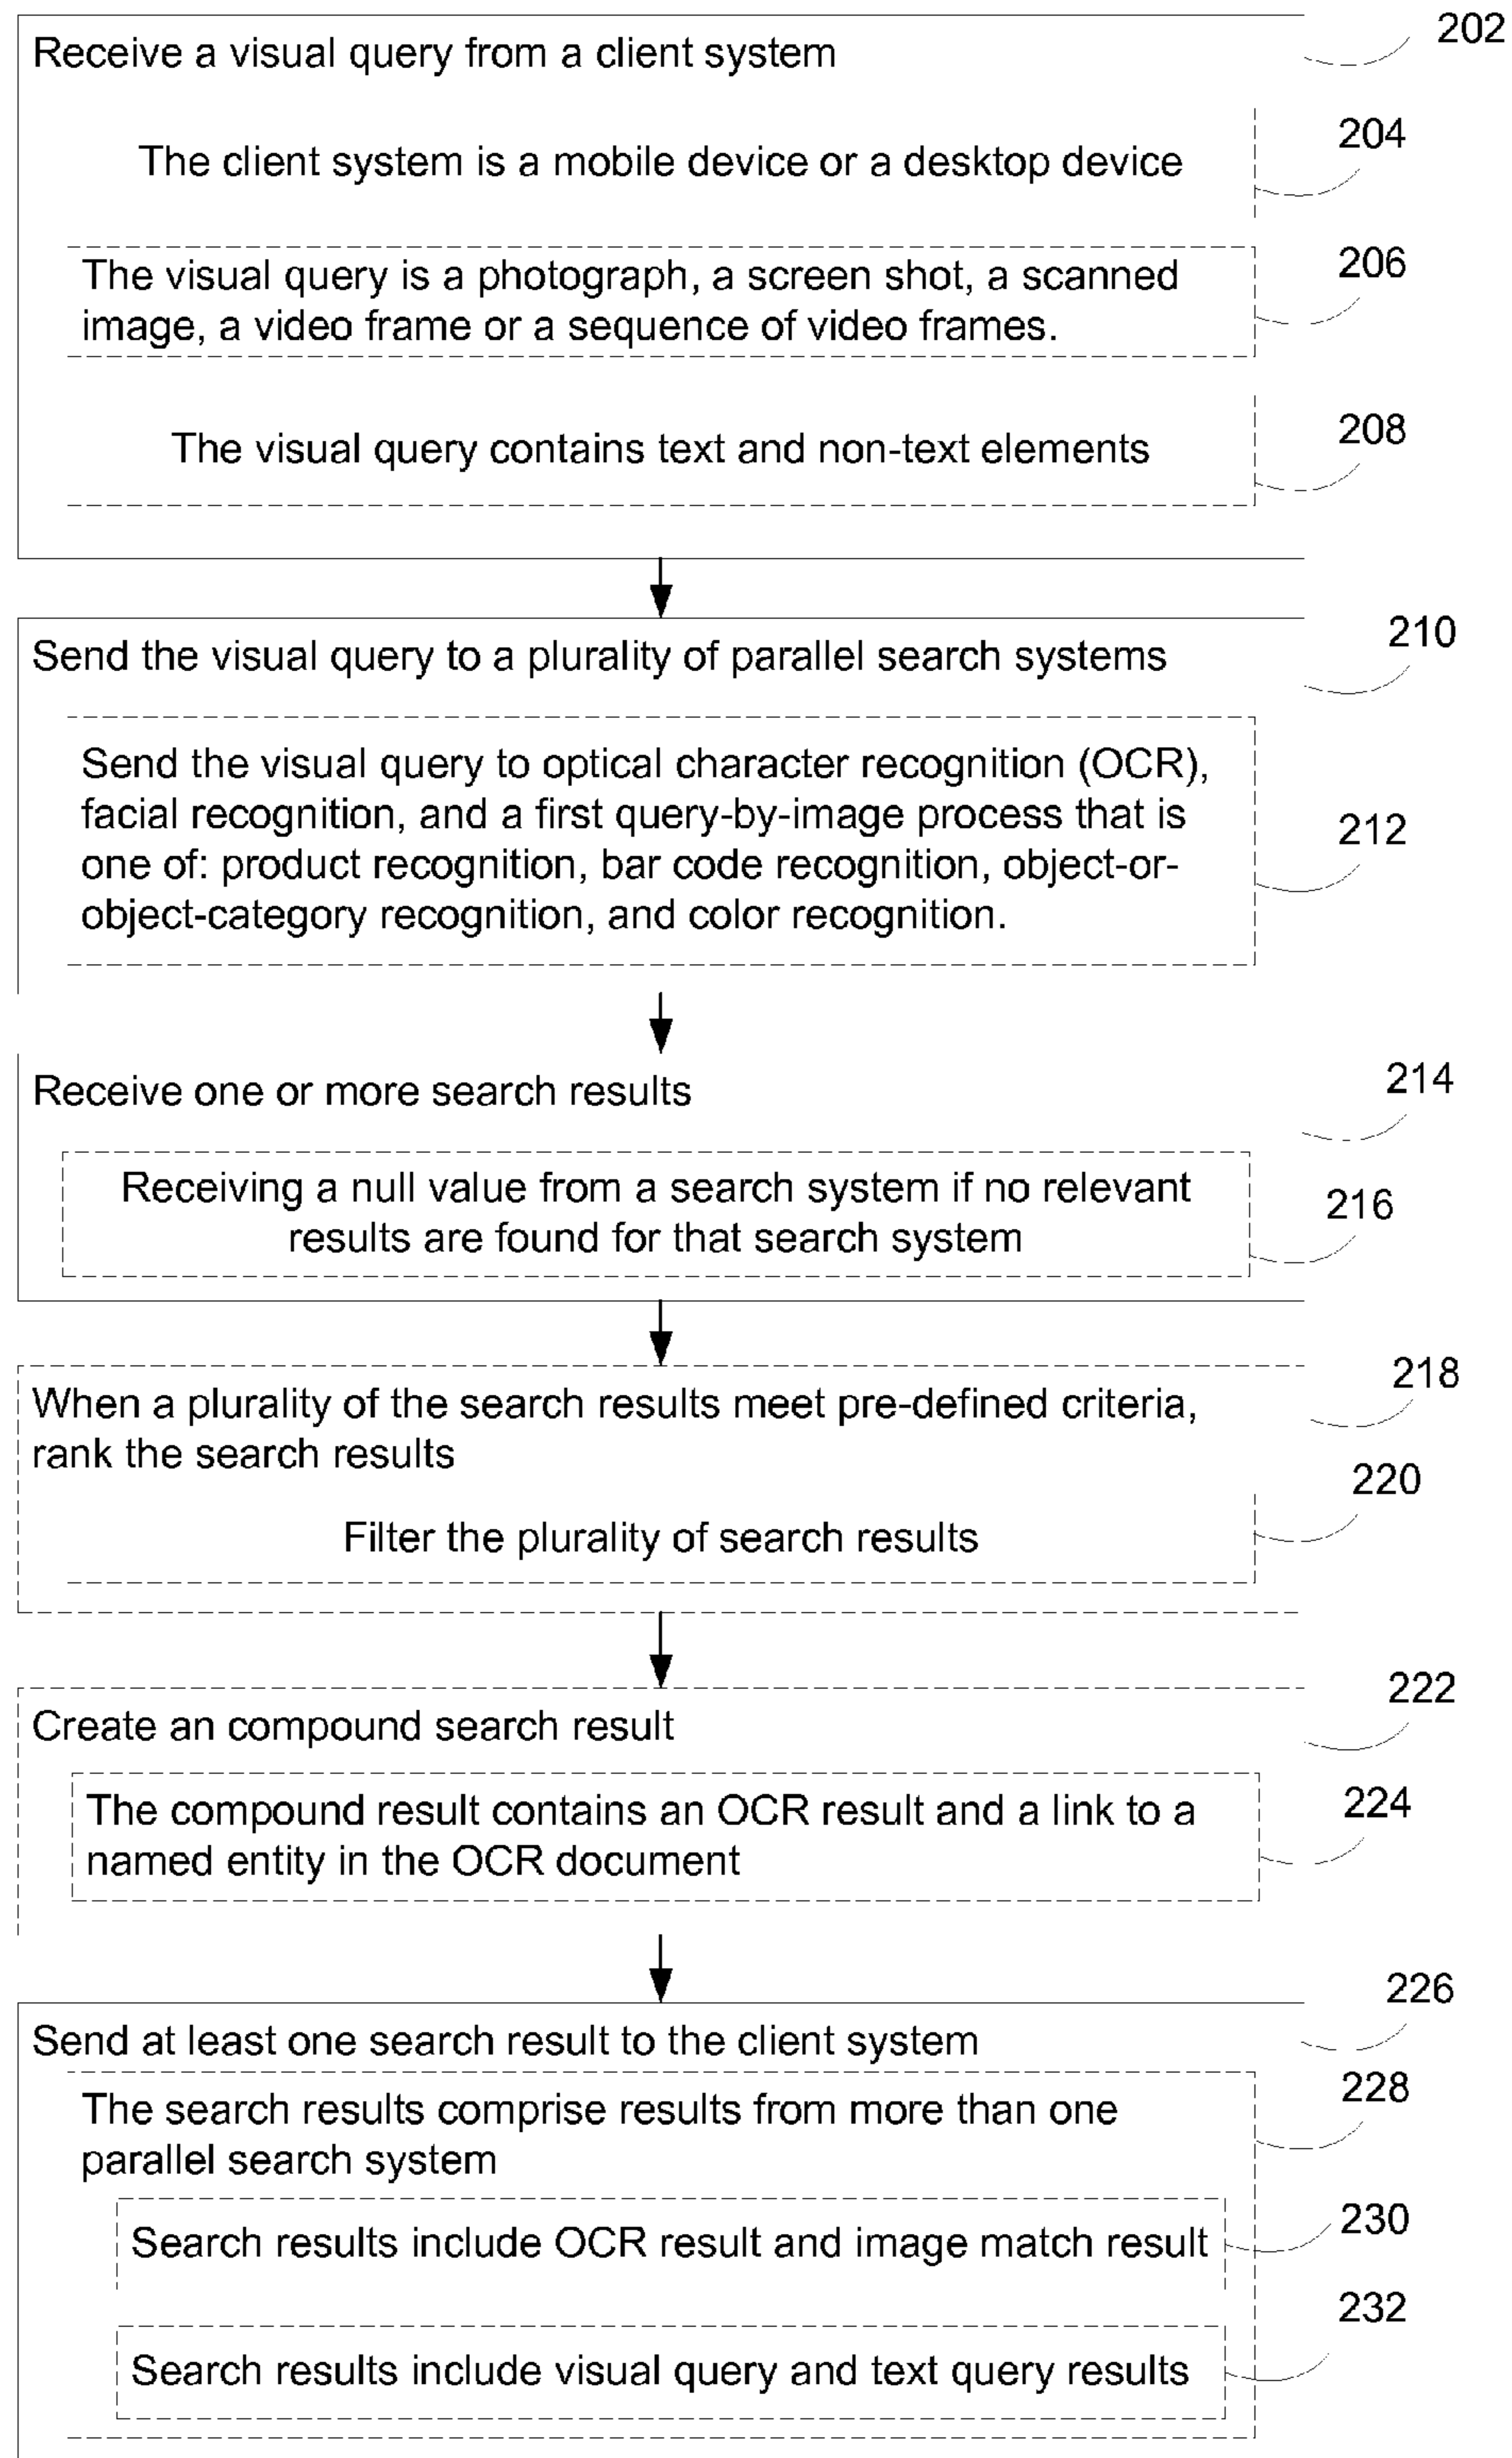 Receive a visual query from a client system
202
The client system is a mobile device or a desktop device
204
The visual query is a photograph, a screen shot, a scanned
image, a video frame or a sequence of video frames.
206
The visual query contains text and non-text elements
208
Send the visual query to a plurality of parallel search systems
210
Send the visual query to optical character recognition (OCR),
facial recognition, and a first query-by-image process that is
one of: product recognition, bar code recognition, object-or-
object-category recognition, and color recognition.
212
Receive one or more search results
214
Receiving a null value from a search system if no relevant
results are found for that search system
216
When a plurality of the search results meet pre-defined criteria,
rank the search results
218
Filter the plurality of search results
220
Create an compound search result
222
The compound result contains an OCR result and a link to a
named entity in the OCR document
224
Send at least one search result to the client system
226
The search results comprise results from more than one
parallel search system
228
Search results include OCR result and image match result
230
Search results include visual query and text query results
232